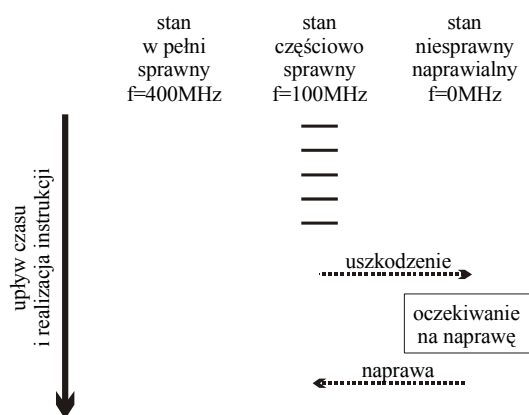 stan
w pełni
sprawny
f=400MHz
stan
częściowo
sprawny
f=100MHz
stan
niesprawny
naprawialny
f=0MHz
upływ czasu
i realizacja instrukcji
uszkodzenie
oczekiwanie
na naprawę
naprawa